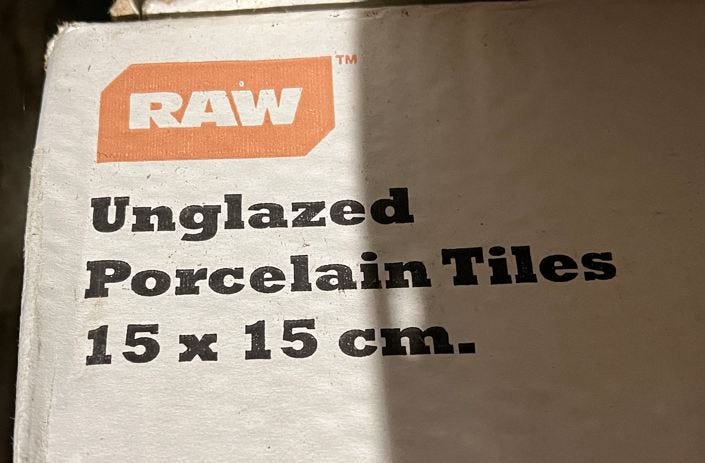 RAW™
Unglazed
Porcelain Tiles
15 x 15 cm.